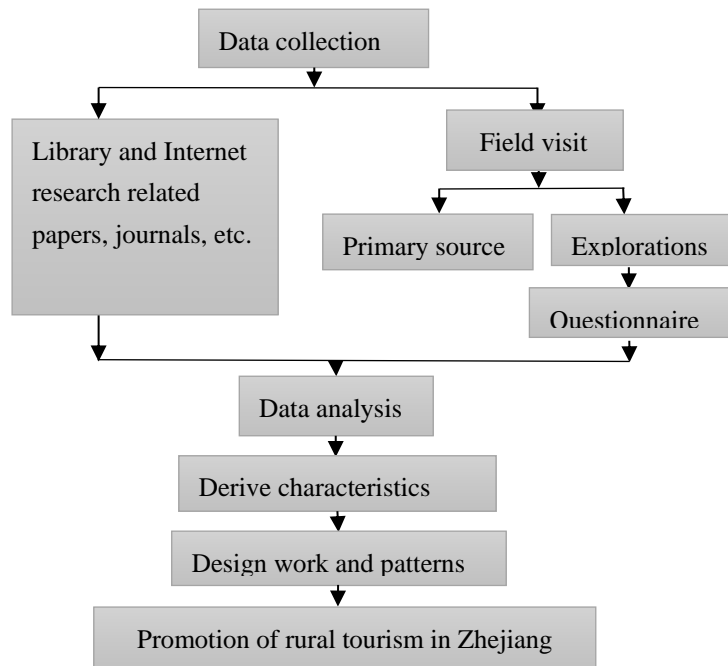 Data collection
Library and Internet
research related
papers, journals, etc.
Field visit
Primary source
Explorations
Questionnaire
Data analysis
Derive characteristics
Design work and patterns
Promotion of rural tourism in Zhejiang